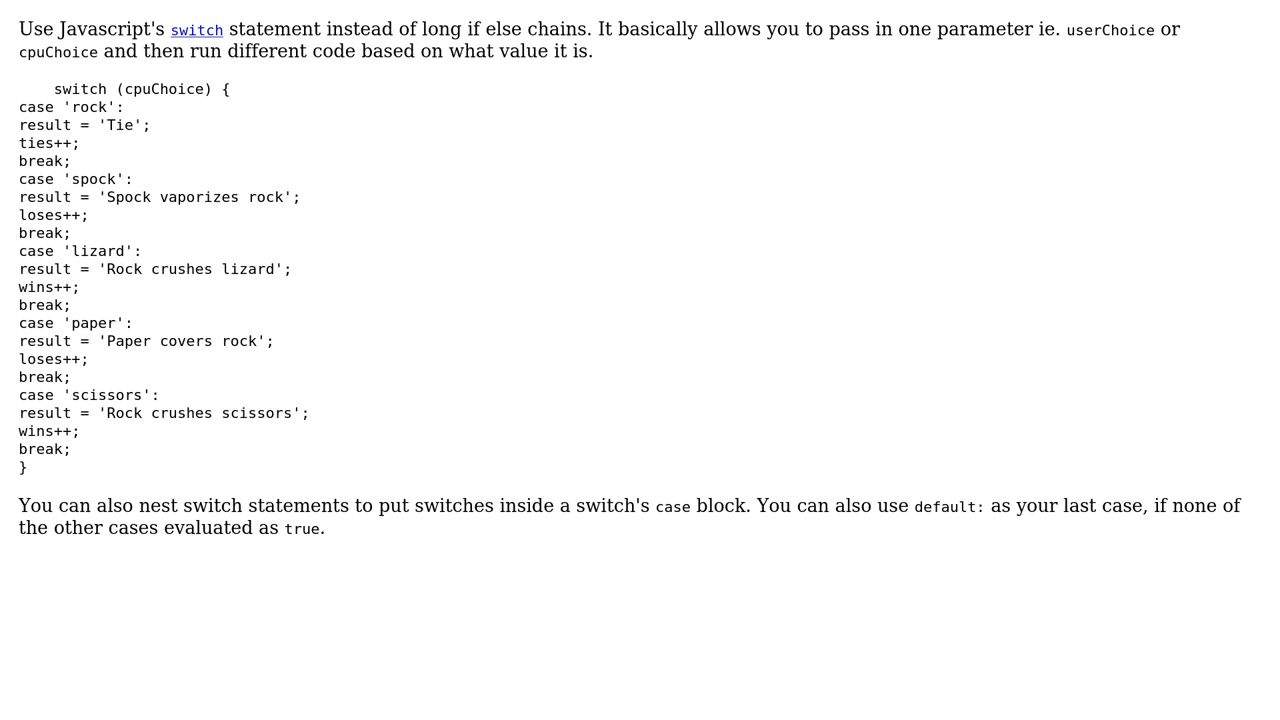 Use Javascript's switch statement instead of long if else chains. It basically allows you to pass in one parameter ie. userChoice or
cpuChoice and then run different code based on what value it is.
    switch (cpuChoice) {
case 'rock':
result = 'Tie';
ties++;
break;
case 'spock':
result = 'Spock vaporizes rock';
loses++;
break;
case 'lizard':
result = 'Rock crushes lizard';
wins++;
break;
case 'paper':
result = 'Paper covers rock';
loses++;
break;
case 'scissors':
result = 'Rock crushes scissors';
wins++;
break;
}
You can also nest switch statements to put switches inside a switch's case block. You can also use default: as your last case, if none of
the other cases evaluated as true.